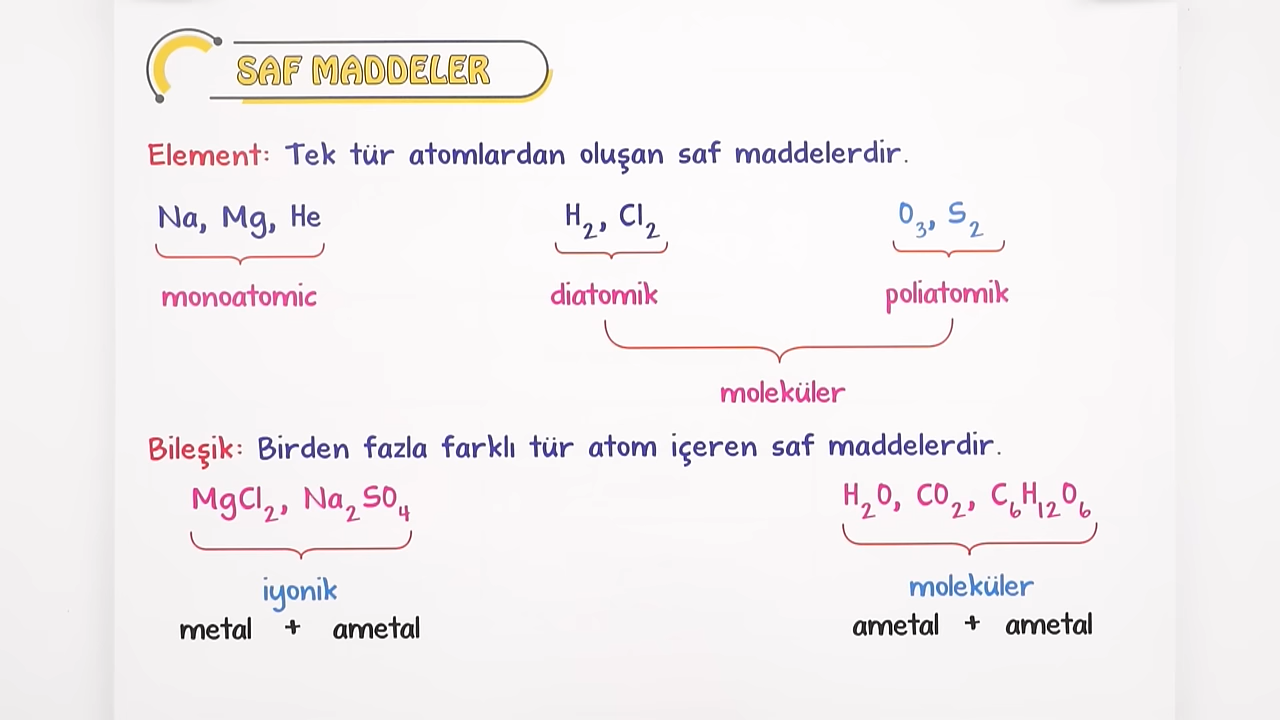 SAF MADDELER
Element: Tek tür atomlardan oluşan saf maddelerdir.
Na, Mg, He H₂, Cl₂ O₃, S₂
monoatomic diatomik poliatomik
moleküler
Bileşik: Birden fazla farklı tür atom içeren saf maddelerdir.
MgCl₂, Na₂SO₄ H₂O, CO₂, C₆H₁₂O₆
iyonik moleküler
metal + ametal ametal + ametal